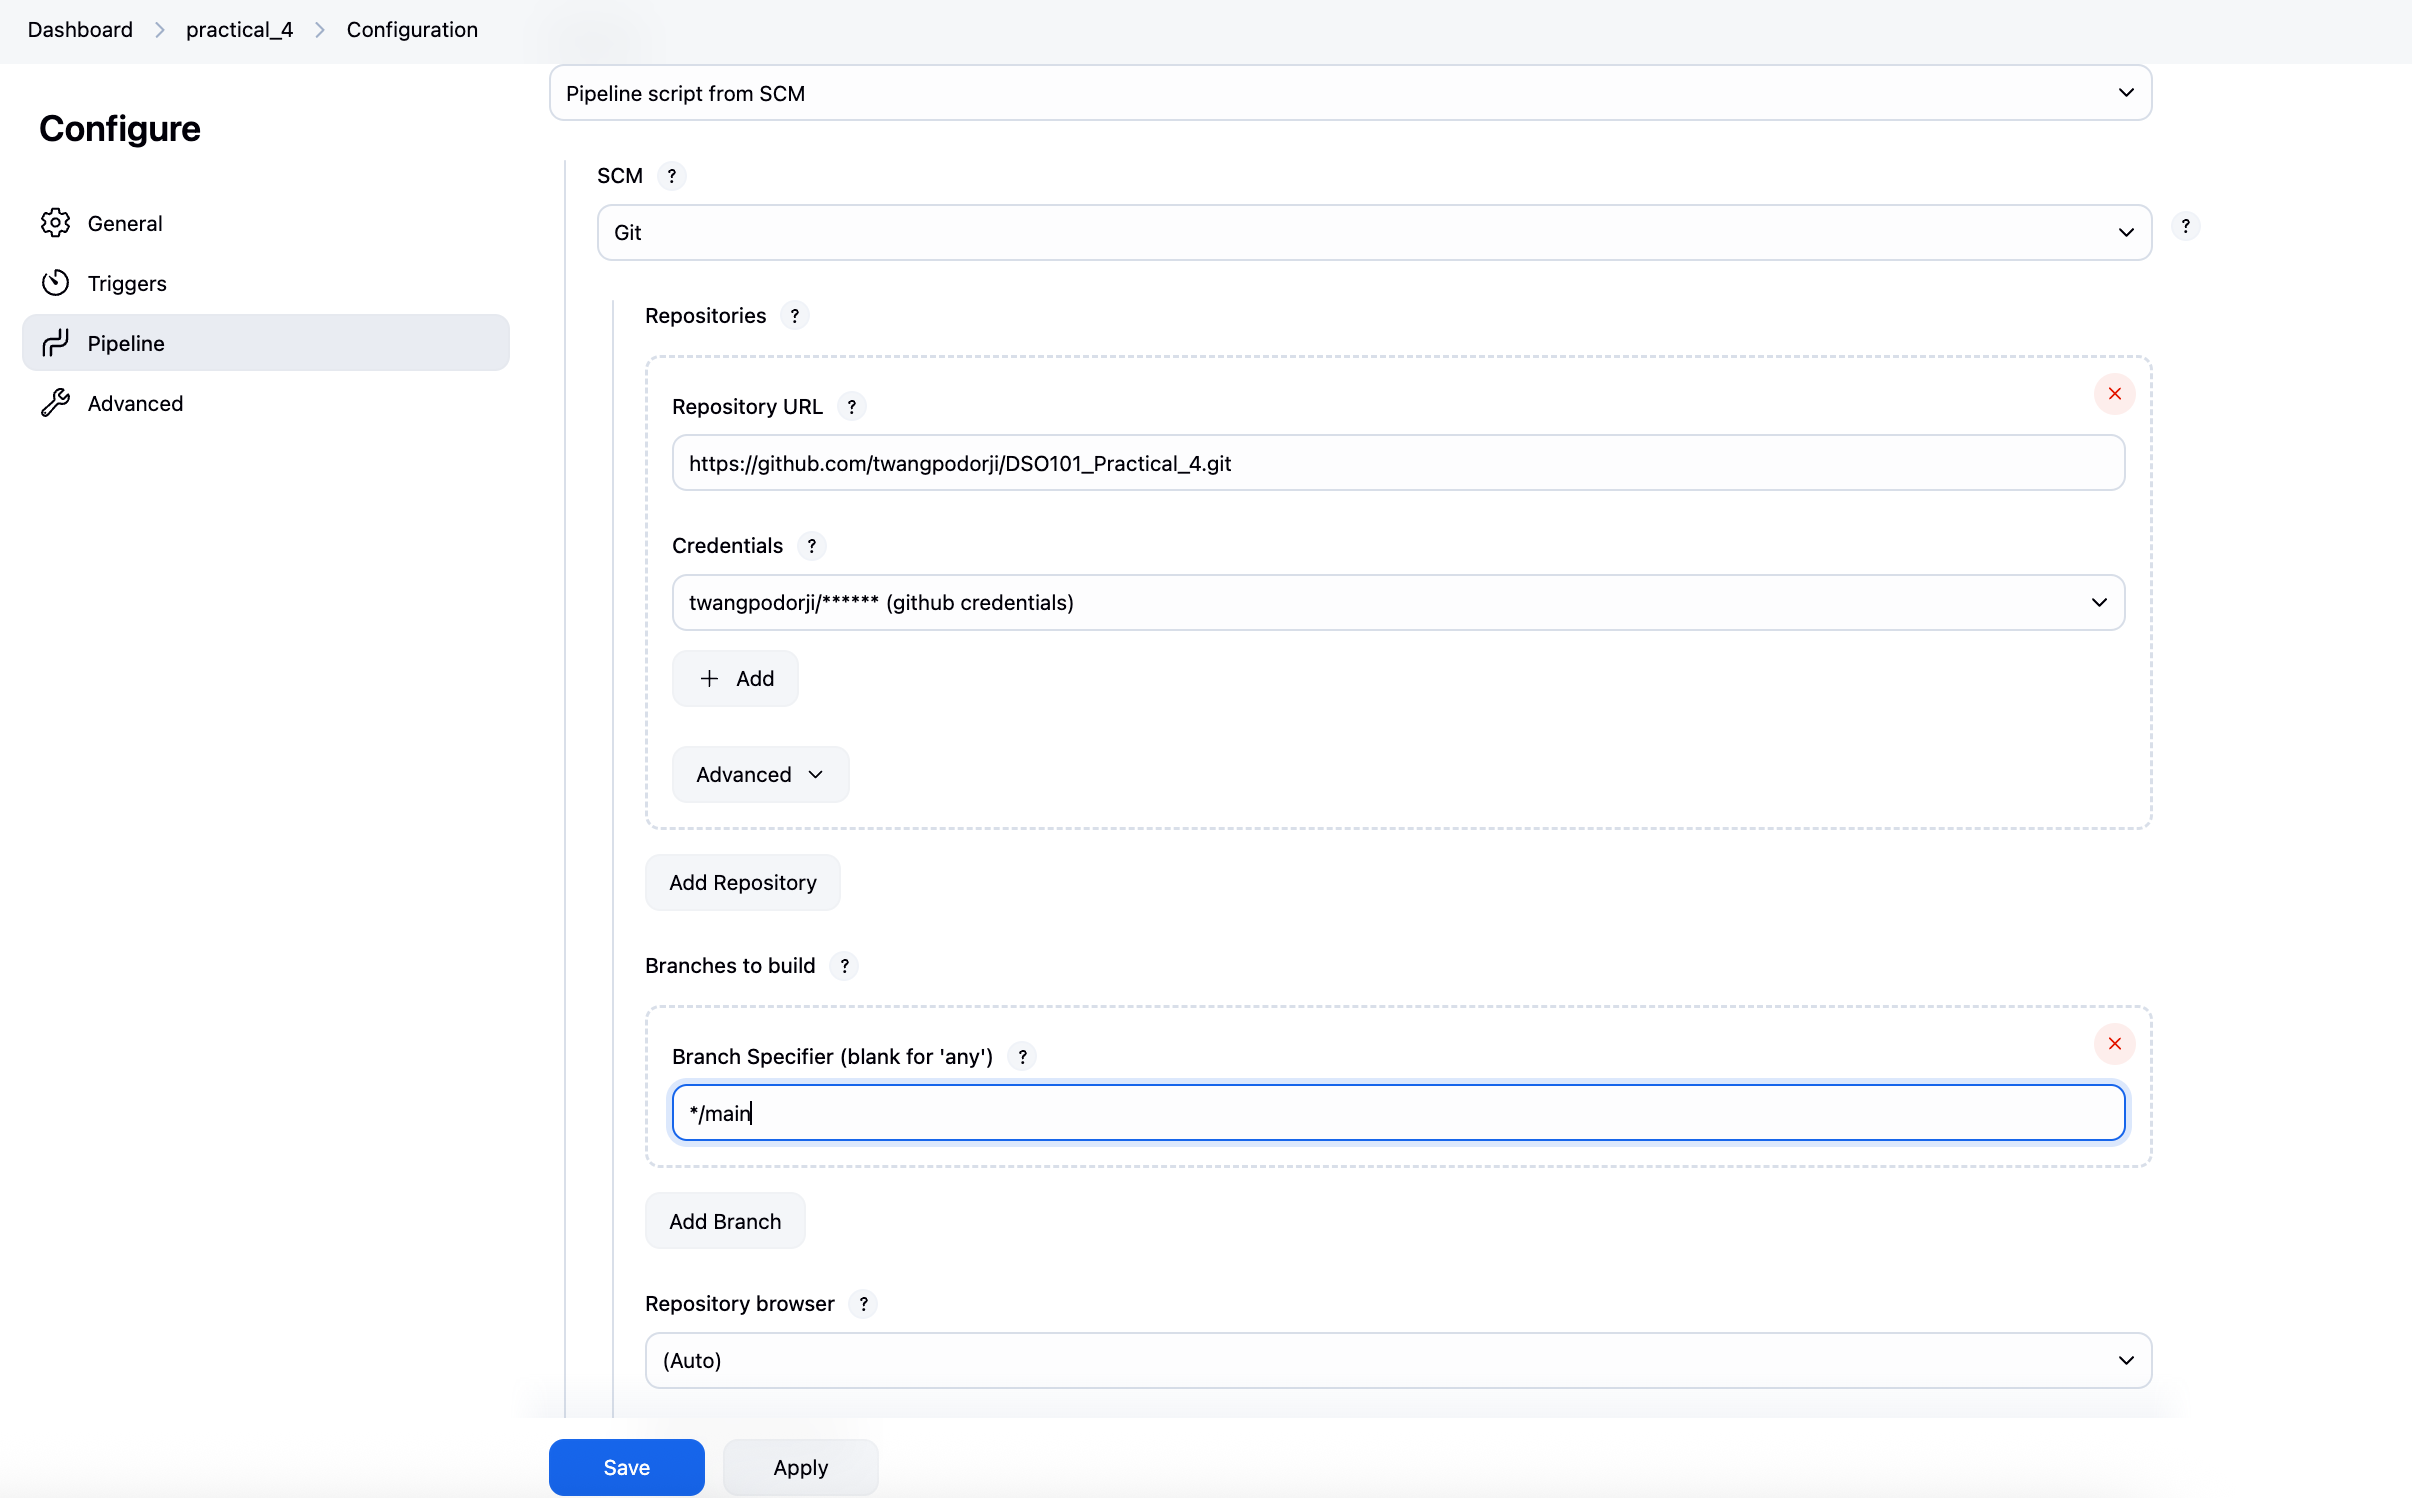 Dashboard > practical_4 > Configuration
Configure
General
Triggers
Pipeline
Advanced
Pipeline script from SCM
SCM ?
Git
?
Repositories ?
Repository URL ?
https://github.com/twangpodorji/DSO101_Practical_4.git
Credentials ?
twangpodorji/****** (github credentials)
+ Add
Advanced
Add Repository
Branches to build ?
Branch Specifier (blank for 'any') ?
*/main
Add Branch
Repository browser ?
(Auto)
Save Apply